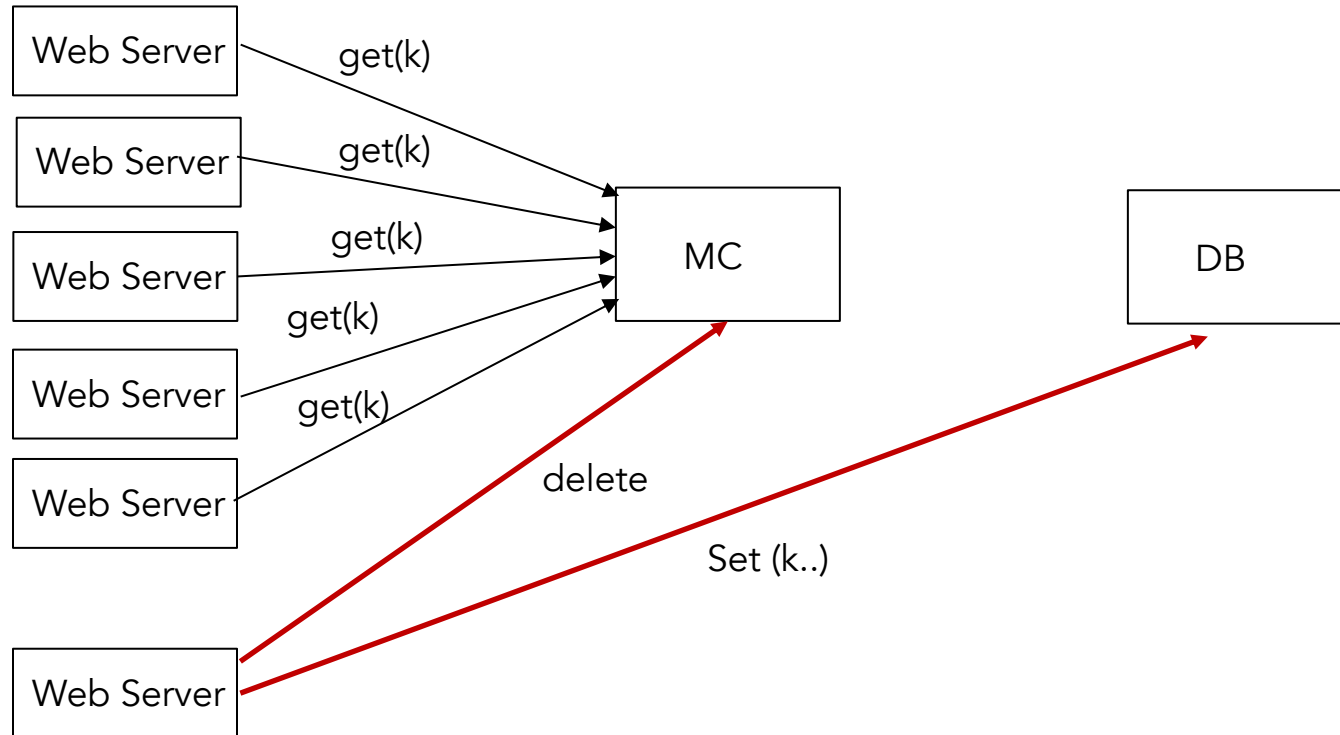 Web Server
get(k)
Web Server
get(k)
Web Server
get(k)
MC
DB
Web Server
get(k)
Web Server
get(k)
delete
Set (k..)
Web Server